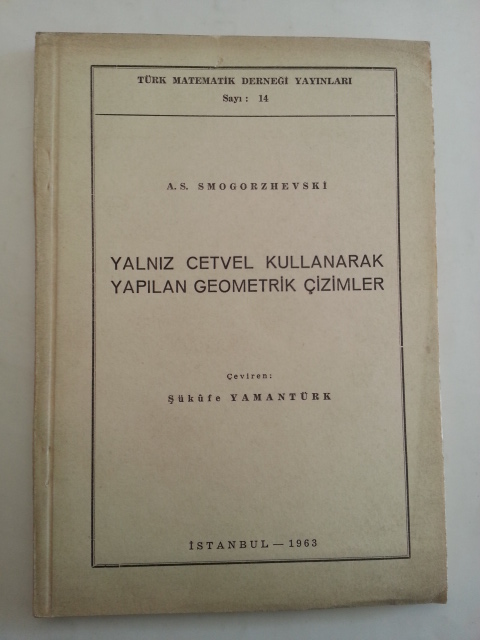 TÜRK MATEMATİK DERNEĞİ YAYINLARI
Sayı : 14
A. S. SMOGORZHEVSKİ
YALNIZ CETVEL KULLANARAK
YAPILAN GEOMETRİK ÇİZİMLER
Çeviren:
Şükûfe YAMANTÜRK
İSTANBUL — 1963